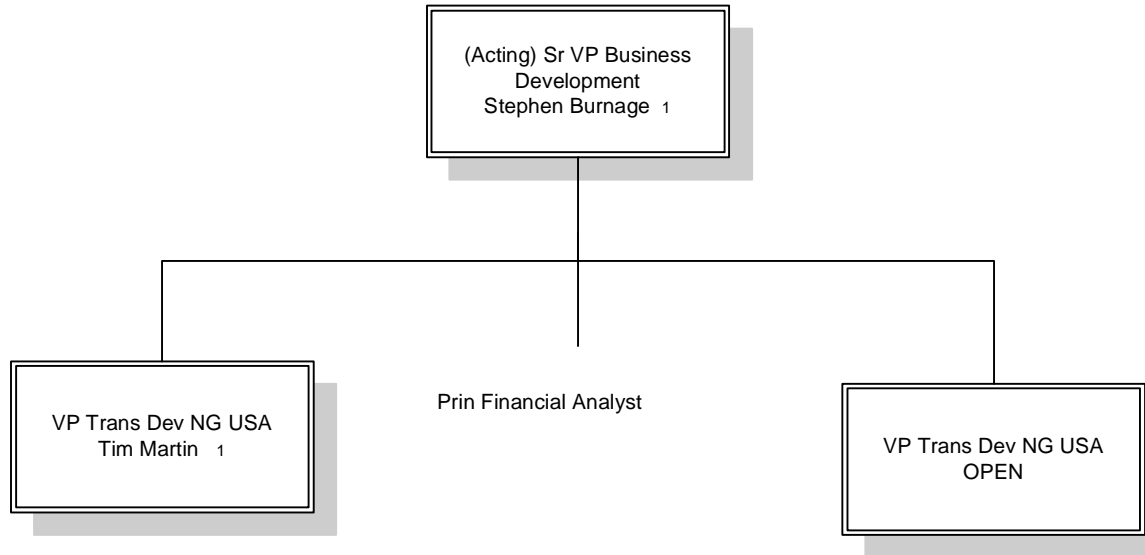 (Acting) Sr VP Business
Development
Stephen Burnage 1
VP Trans Dev NG USA
Tim Martin 1
Prin Financial Analyst
VP Trans Dev NG USA
OPEN